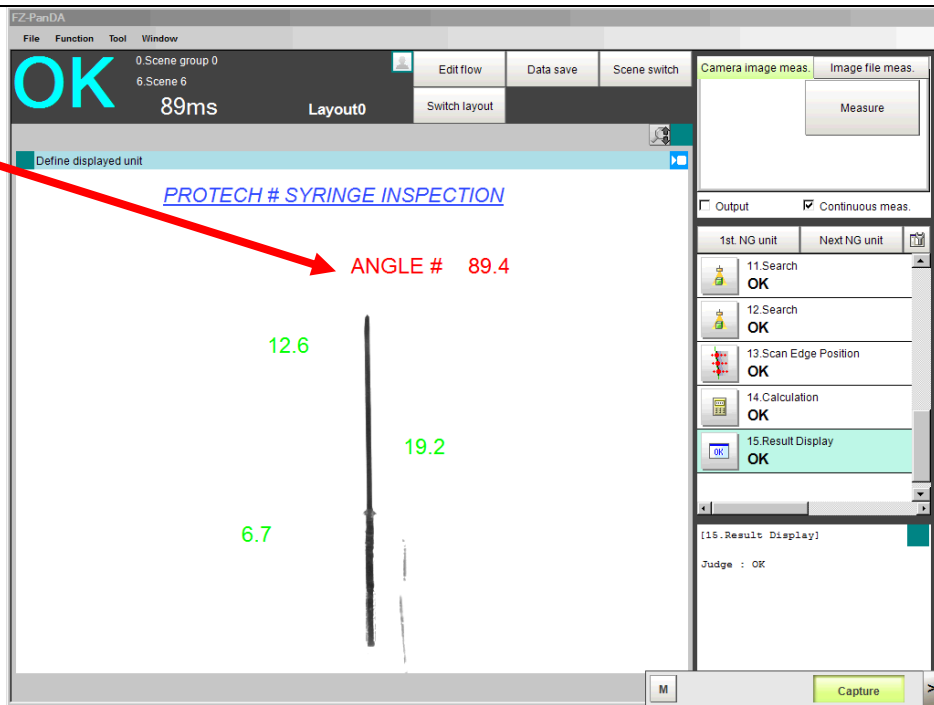 FZ-PanDA
File Function Tool Window
OK
0.Scene group 0
6.Scene 6
89ms
Layout0
Edit flow
Data save
Scene switch
Switch layout
Camera image meas.
Image file meas.
Measure
Output
Continuous meas.
Define displayed unit
PROTECH # SYRINGE INSPECTION
ANGLE # 89.4
12.6
19.2
6.7
1st. NG unit
Next NG unit
11.Search
OK
12.Search
OK
13.Scan Edge Position
OK
14.Calculation
OK
OK
15.Result Display
OK
[15.Result Display]
Judge : OK
M
Capture
>